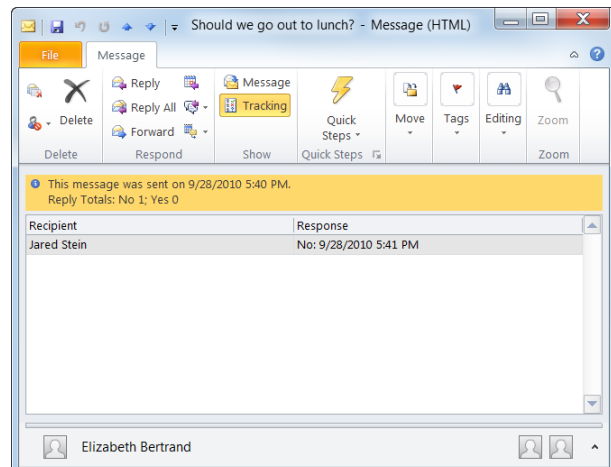 Should we go out to lunch? - Message (HTML)
File Message
Delete
Reply
Reply All
Forward
Message
Tracking
Quick
Steps
Move
Tags
Editing
Zoom
Delete Respond Show Quick Steps Zoom
This message was sent on 9/28/2010 5:40 PM.
Reply Totals: No 1; Yes 0
Recipient Response
Jared Stein No: 9/28/2010 5:41 PM
Elizabeth Bertrand